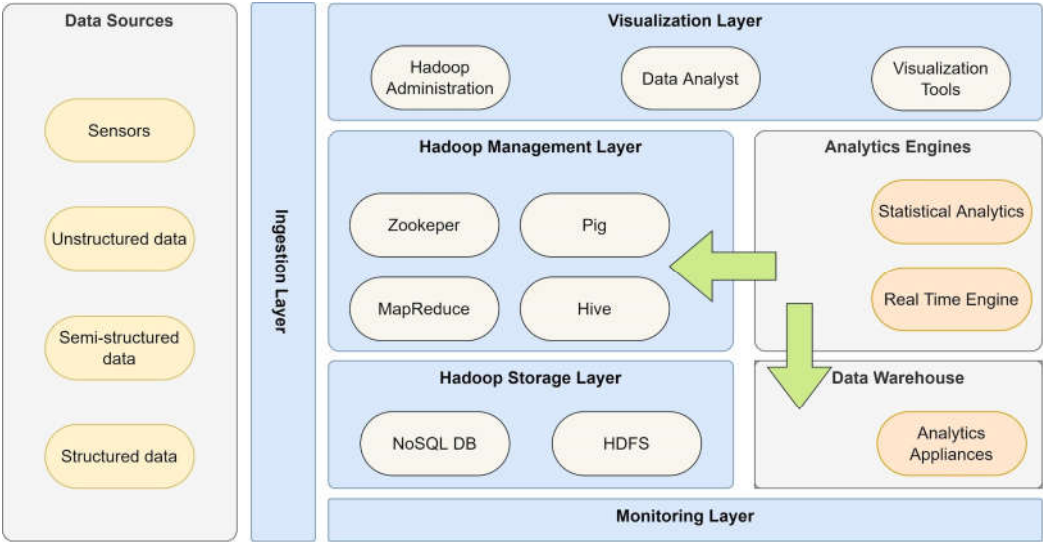 Data Sources
Sensors
Unstructured data
Semi-structured
data
Structured data
Ingestion Layer
Visualization Layer
Hadoop
Administration
Data Analyst
Visualization
Tools
Hadoop Management Layer
Zookeper
Pig
MapReduce
Hive
Analytics Engines
Statistical Analytics
Real Time Engine
Hadoop Storage Layer
NoSQL DB
HDFS
Data Warehouse
Analytics
Appliances
Monitoring Layer